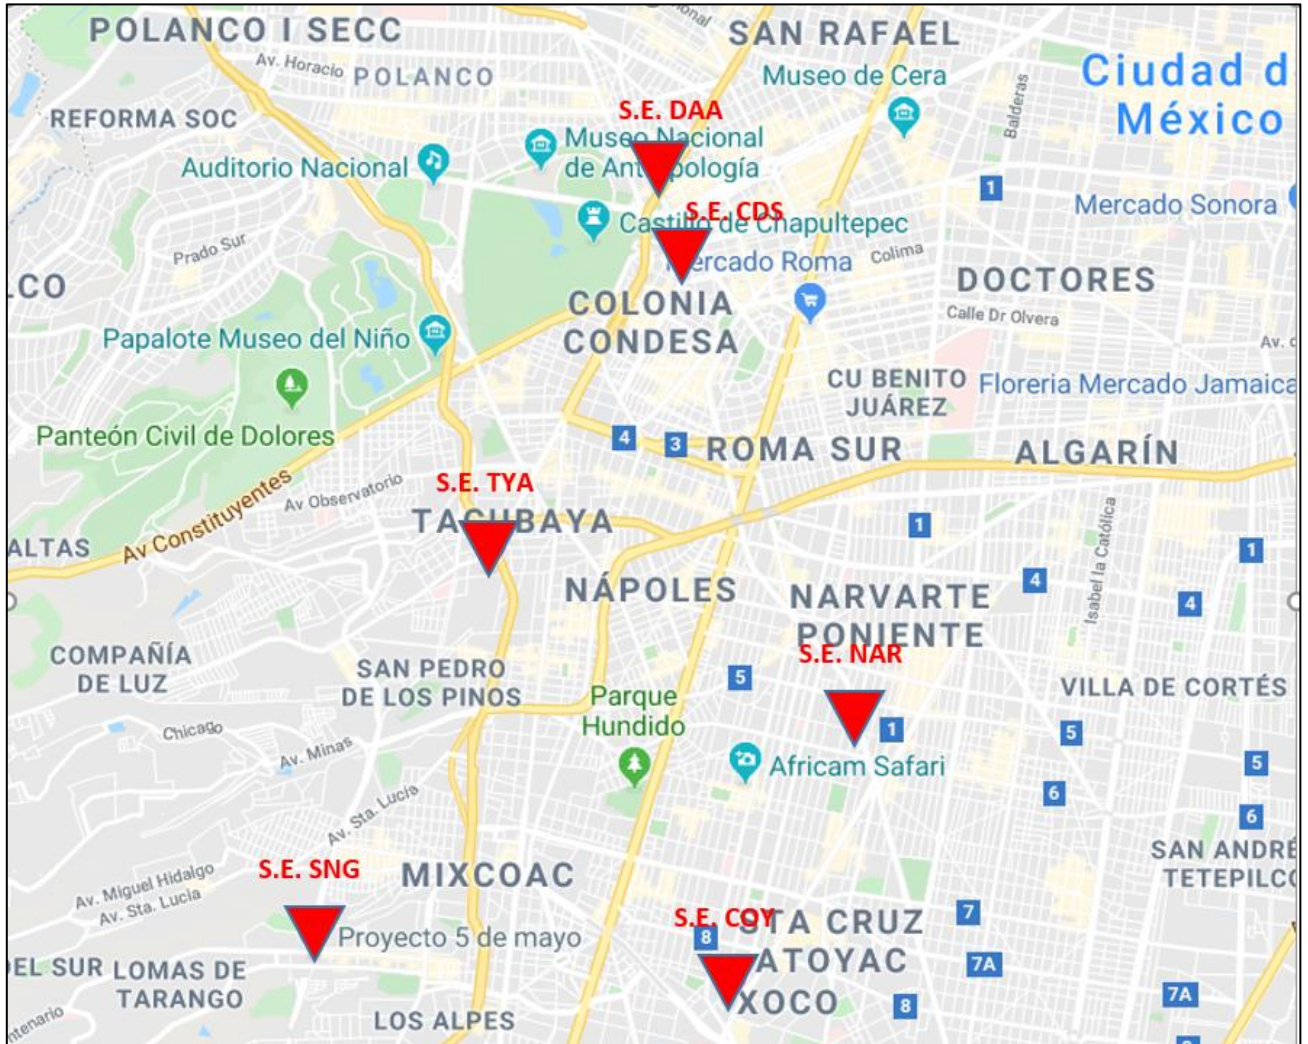 POLANCO I SECC
SAN RAFAEL
Av. Horacio
POLANCO
Museo de Cera
Ciudad d
México
REFORMA SOC
S.E. DAA
Balderas
Museo Nacional
de Antropología
Auditorio Nacional
1
Mercado Sonora
S.E. CDS
Castillo de Chapultepec
Prado Sur
Mercado Roma
Colima
LCO
DOCTORES
COLONIA
CONDESA
Calle Dr Olvera
Papalote Museo del Niño
Av. c
CU BENITO
JUÁREZ
Floreria Mercado Jamaica
Panteón Civil de Dolores
4
3
ROMA SUR
ALGARÍN
S.E. TYA
Av Observatorio
Av Constituyentes
TACUBAYA
1
Isabel la Católica
ALTAS
1
NÁPOLES
NARVARTE
PONIENTE
4
4
S.E. NAR
COMPAÑÍA
DE LUZ
SAN PEDRO
DE LOS PINOS
5
VILLA DE CORTÉS
Parque
Hundido
Chicago
Av. Minas
1
5
Africam Safari
5
6
6
Av. Sta. Lucía
SAN ANDRÉ
TETEPILCO
S.E. SNG
MIXCOAC
Av. Miguel Hidalgo
Av. Sta. Lucia
S.E. COY
STA CRUZ
ATOYAC
XOCO
7
8
Proyecto 5 de mayo
DEL SUR
LOMAS DE
TARANGO
7A
7A
8
ntenario
LOS ALPES